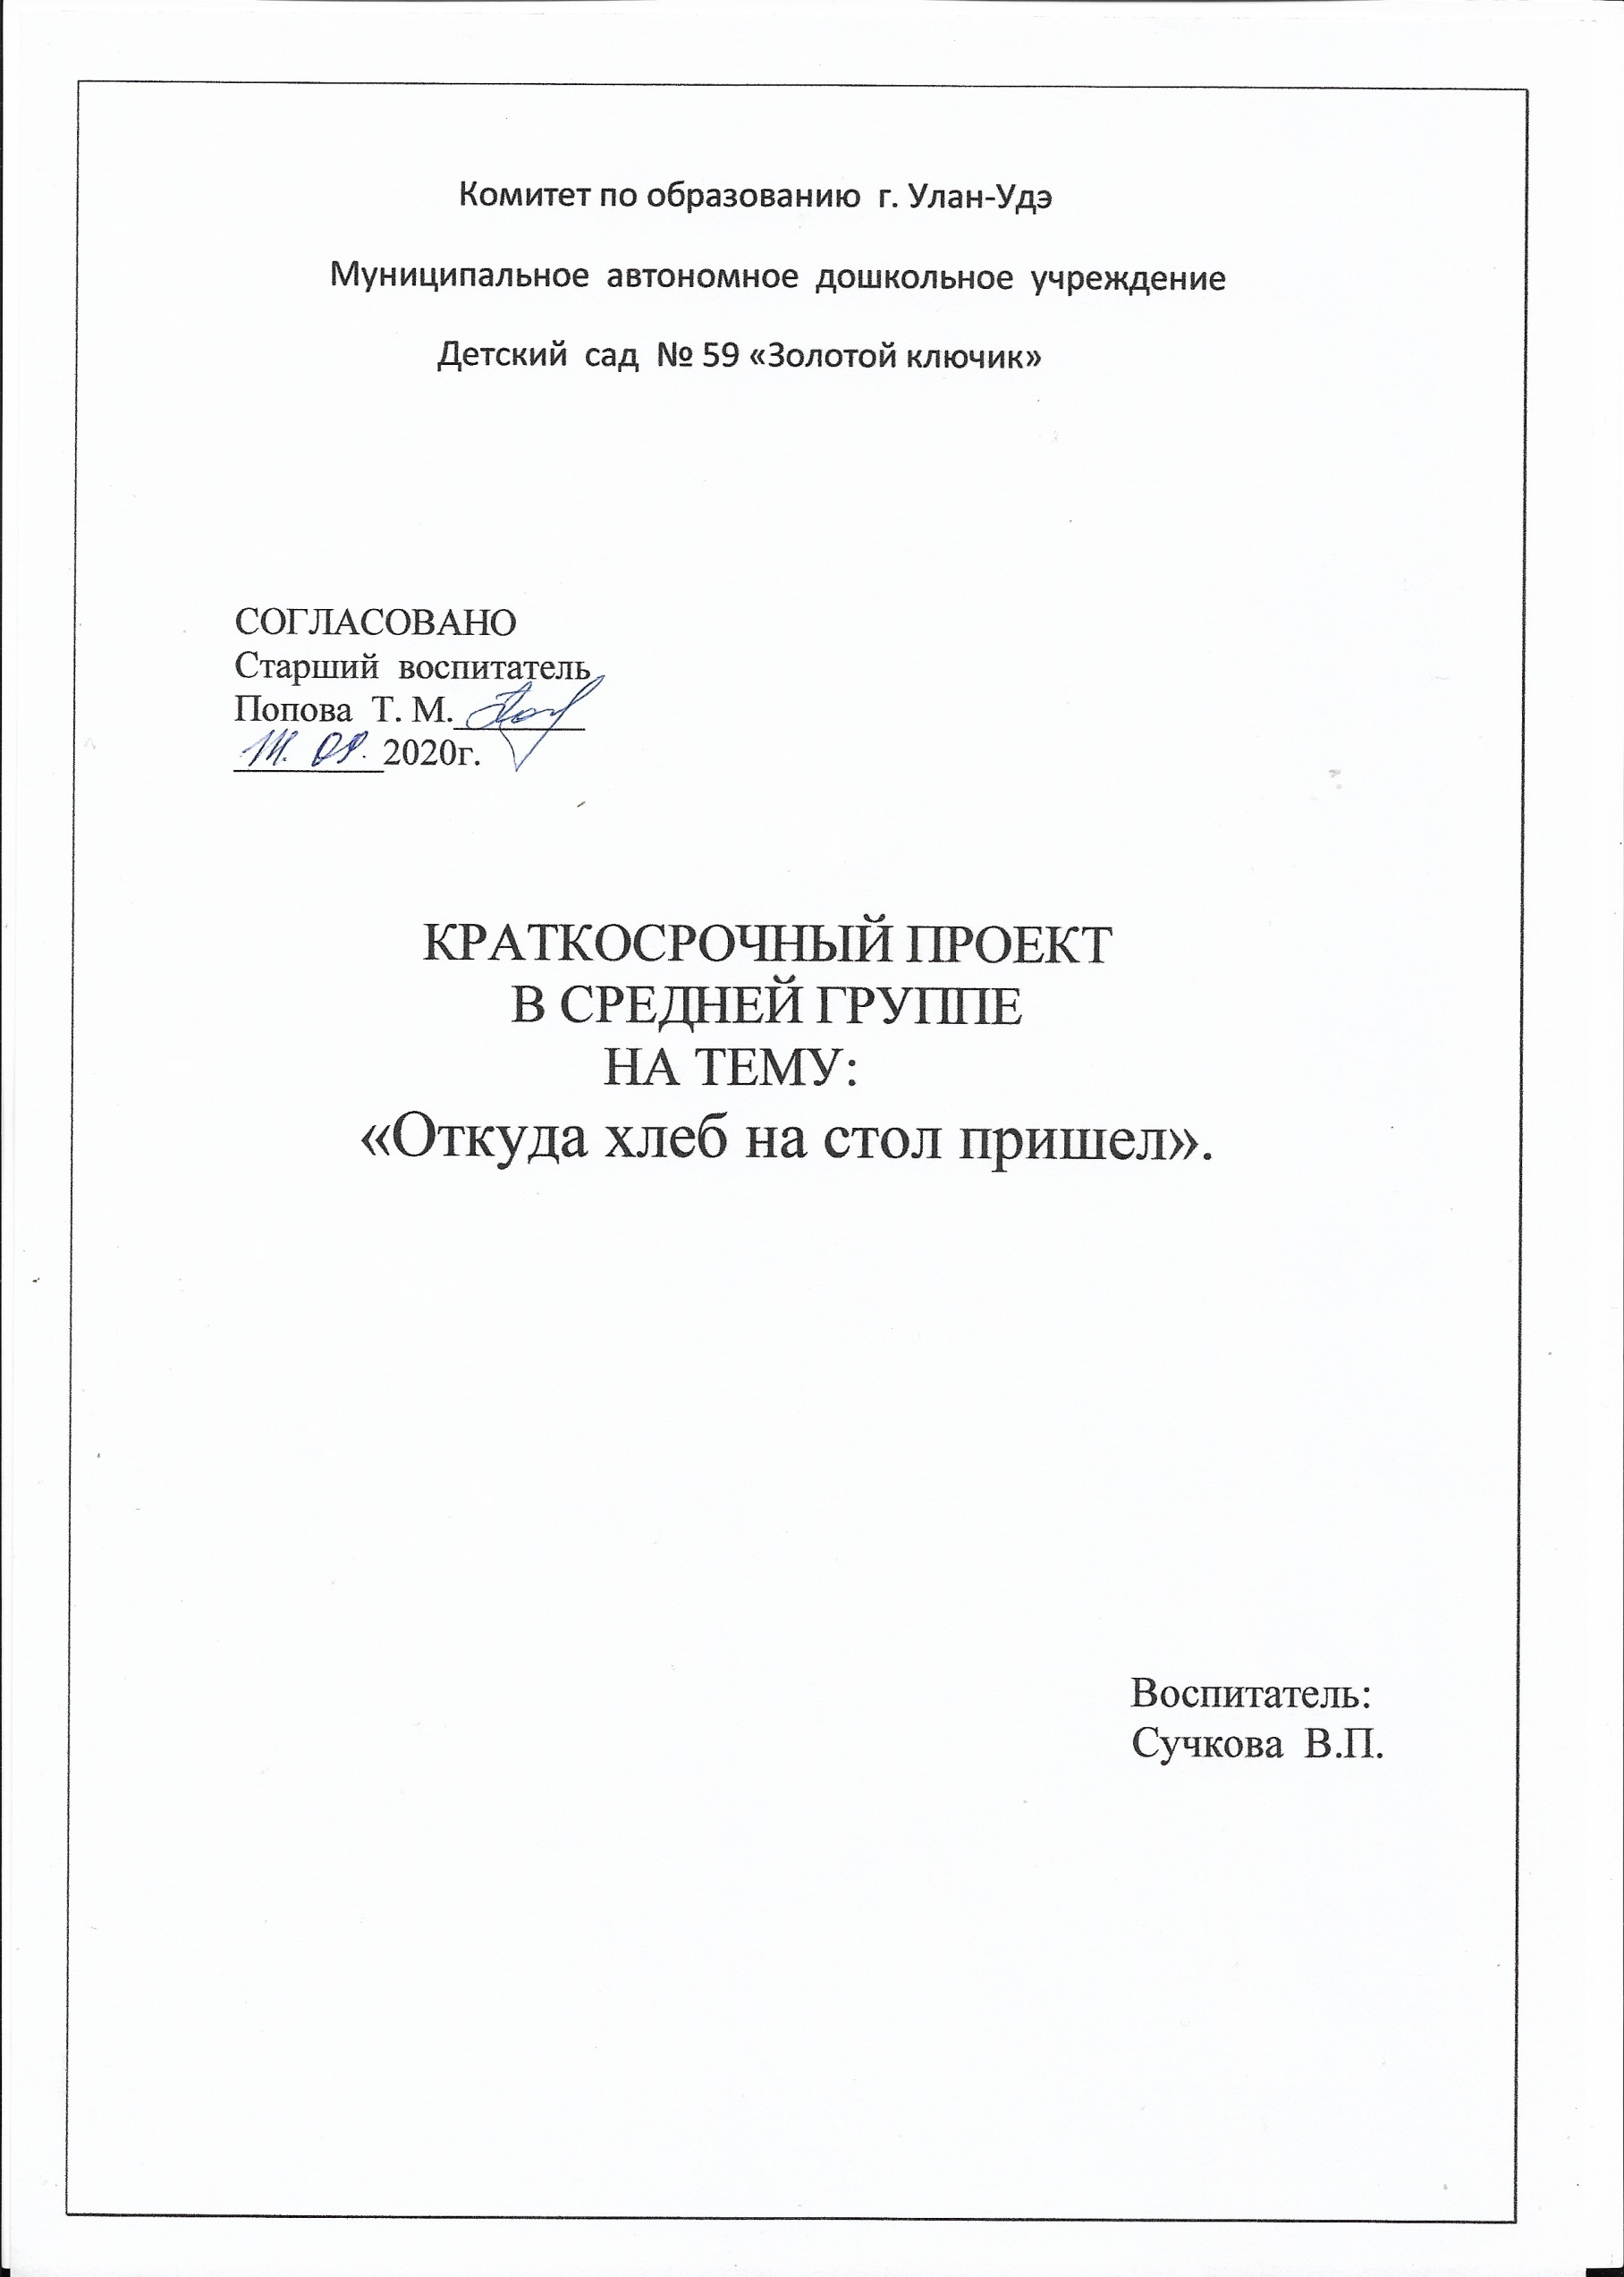 Комитет по образованию г. Улан-Удэ
Муниципальное автономное дошкольное учреждение
Детский сад № 59 «Золотой ключик»
СОГЛАСОВАНО
Старший воспитатель
Попова Т. М.
2020г.
КРАТКОСРОЧНЫЙ ПРОЕКТ
В СРЕДНЕЙ ГРУППЕ
НА ТЕМУ:
«Откуда хлеб на стол пришел».
Воспитатель:
Сучкова В.П.